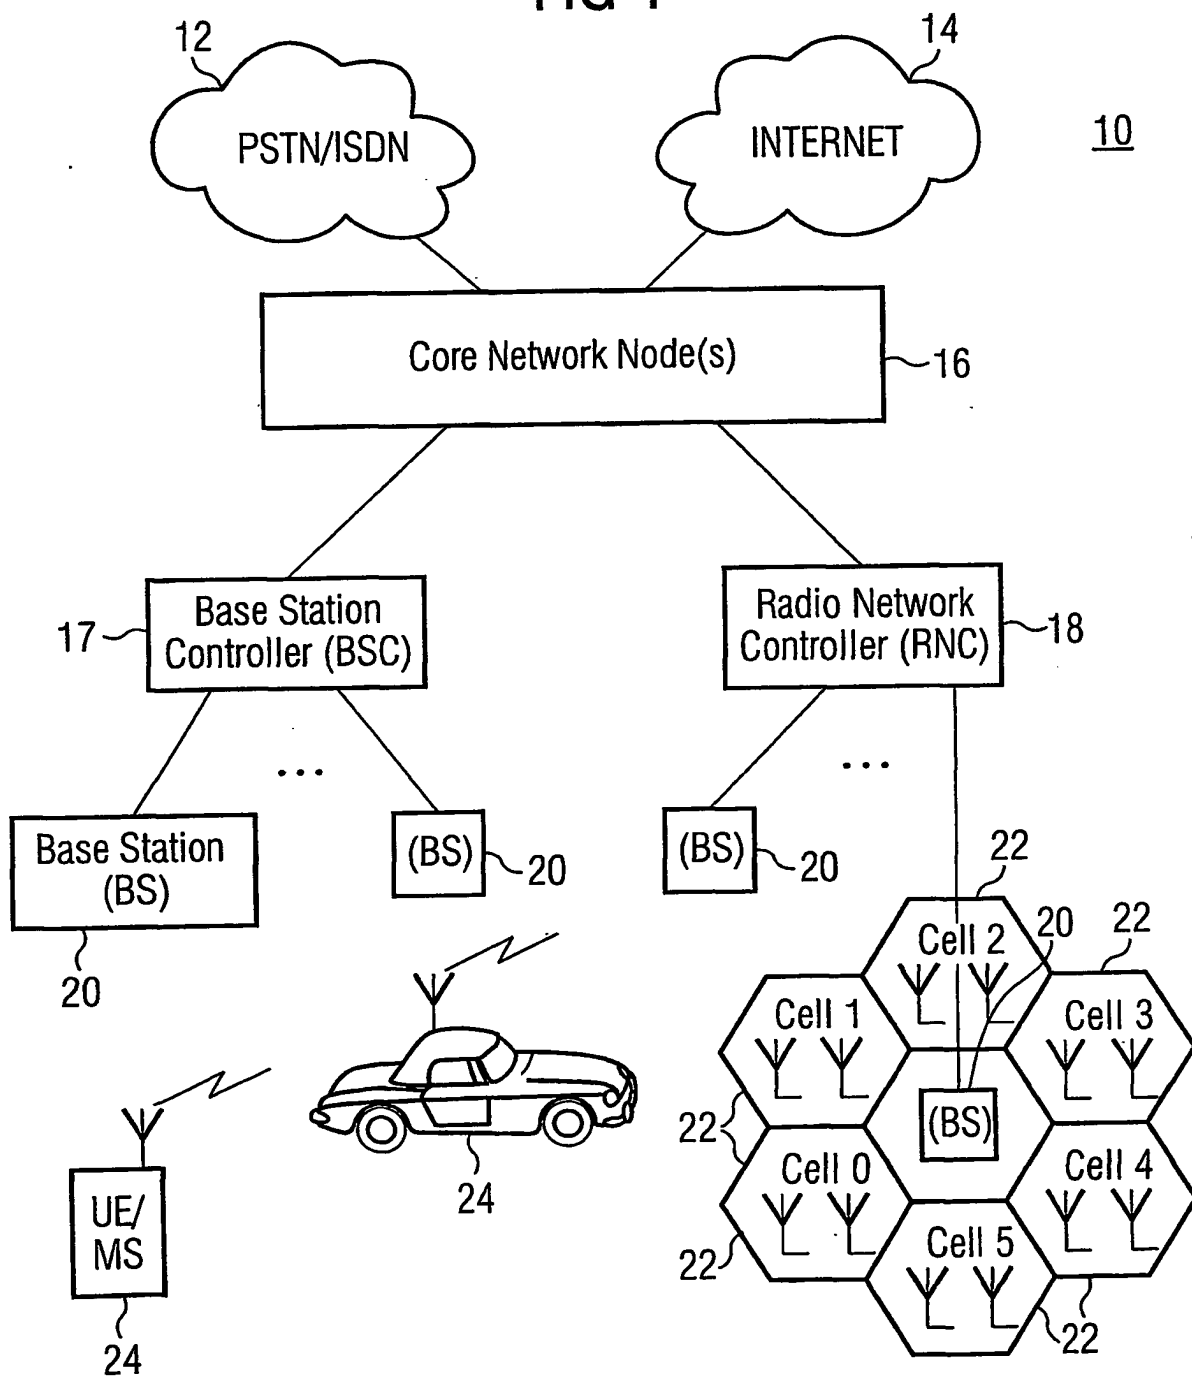 FIG 1
12
14
PSTN/ISDN
INTERNET
10
Core Network Node(s)
16
Base Station
Controller (BSC)
17
Radio Network
Controller (RNC)
18
...
...
Base Station
(BS)
20
(BS)
20
(BS)
20
22
Cell 2
20
22
Cell 1
Cell 3
22
(BS)
Cell 0
Cell 4
22
Cell 5
22
24
UE/
MS
24